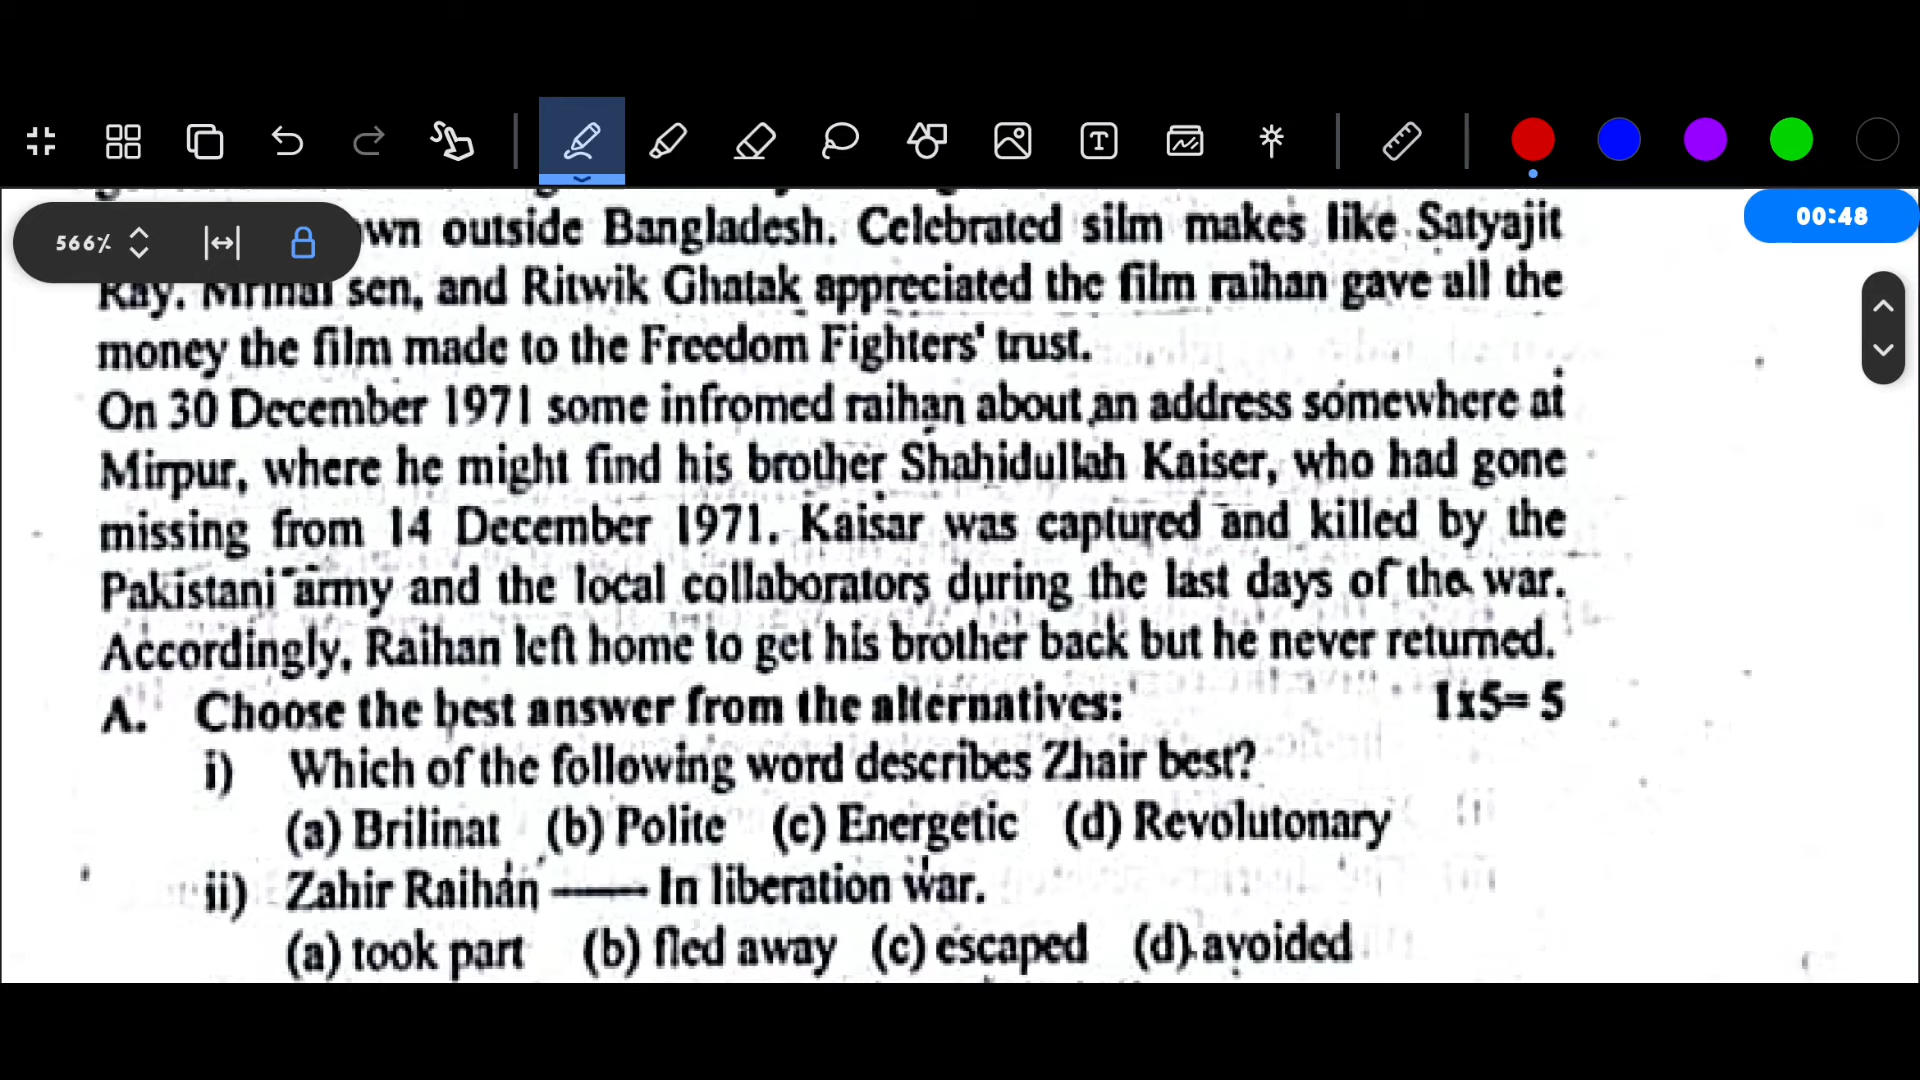 566%
00:48
wn outside Bangladesh. Celebrated silm makes like Satyajit
Ray. Mrinal sen, and Ritwik Ghatak appreciated the film raihan gave all the
money the film made to the Freedom Fighters' trust.
On 30 December 1971 some infromed raihan about an address somewhere at
Mirpur, where he might find his brother Shahidullah Kaiser, who had gone
missing from 14 December 1971. Kaisar was captured and killed by the
Pakistani army and the local collaborators during the last days of the war.
Accordingly, Raihan left home to get his brother back but he never returned.
A. Choose the best answer from the alternatives: 1x5= 5
i) Which of the following word describes Zhair best?
(a) Brilinat (b) Polite (c) Energetic (d) Revolutonary
ii) Zahir Raihan —— In liberation war.
(a) took part (b) fled away (c) escaped (d) avoided